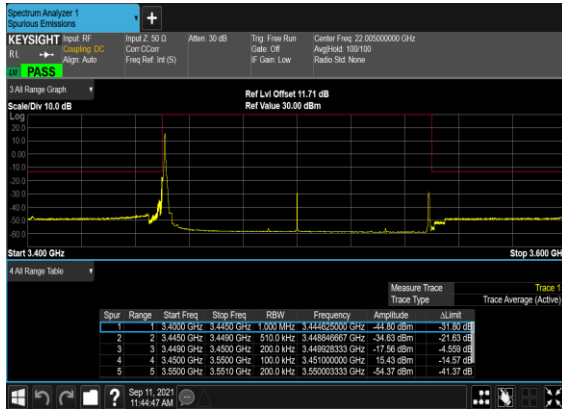 Spectrum Analyzer 1
Spurious Emissions
KEYSIGHT
RL
LV PASS
Input: RF
Coupling: DC
Align: Auto
Input Z: 50 Ω
Corr CCorr
Freq Ref: Int (S)
Atten: 30 dB
Trig: Free Run
Gate: Off
IF Gain: Low
Center Freq: 22.005000000 GHz
Avg|Hold: 100/100
Radio Std: None
3 All Range Graph
Scale/Div 10.0 dB
Ref Lvl Offset 11.71 dB
Ref Value 30.00 dBm
Log
20.0
10.0
0.00
-10.0
-20.0
-30.0
-40.0
-50.0
-60.0
Start 3.400 GHz
Stop 3.600 GH
4 All Range Table
Measure Trace Trace 1
Trace Type Trace Average (Active)
Spur Range Start Freq Stop Freq RBW Frequency Amplitude ΔLimit
1 1 3.4000 GHz 3.4450 GHz 1.000 MHz 3.444625000 GHz -44.80 dBm -31.80 dB
2 2 3.4450 GHz 3.4490 GHz 510.0 kHz 3.448846667 GHz -34.63 dBm -21.63 dB
3 3 3.4490 GHz 3.4500 GHz 200.0 kHz 3.449928333 GHz -17.56 dBm -4.559 dB
4 4 3.4500 GHz 3.5500 GHz 100.0 kHz 3.451000000 GHz 15.43 dBm -14.57 dB
5 5 3.5500 GHz 3.5510 GHz 200.0 kHz 3.550003333 GHz -54.37 dBm -41.37 dB
Sep 11, 2021
11:44:47 AM